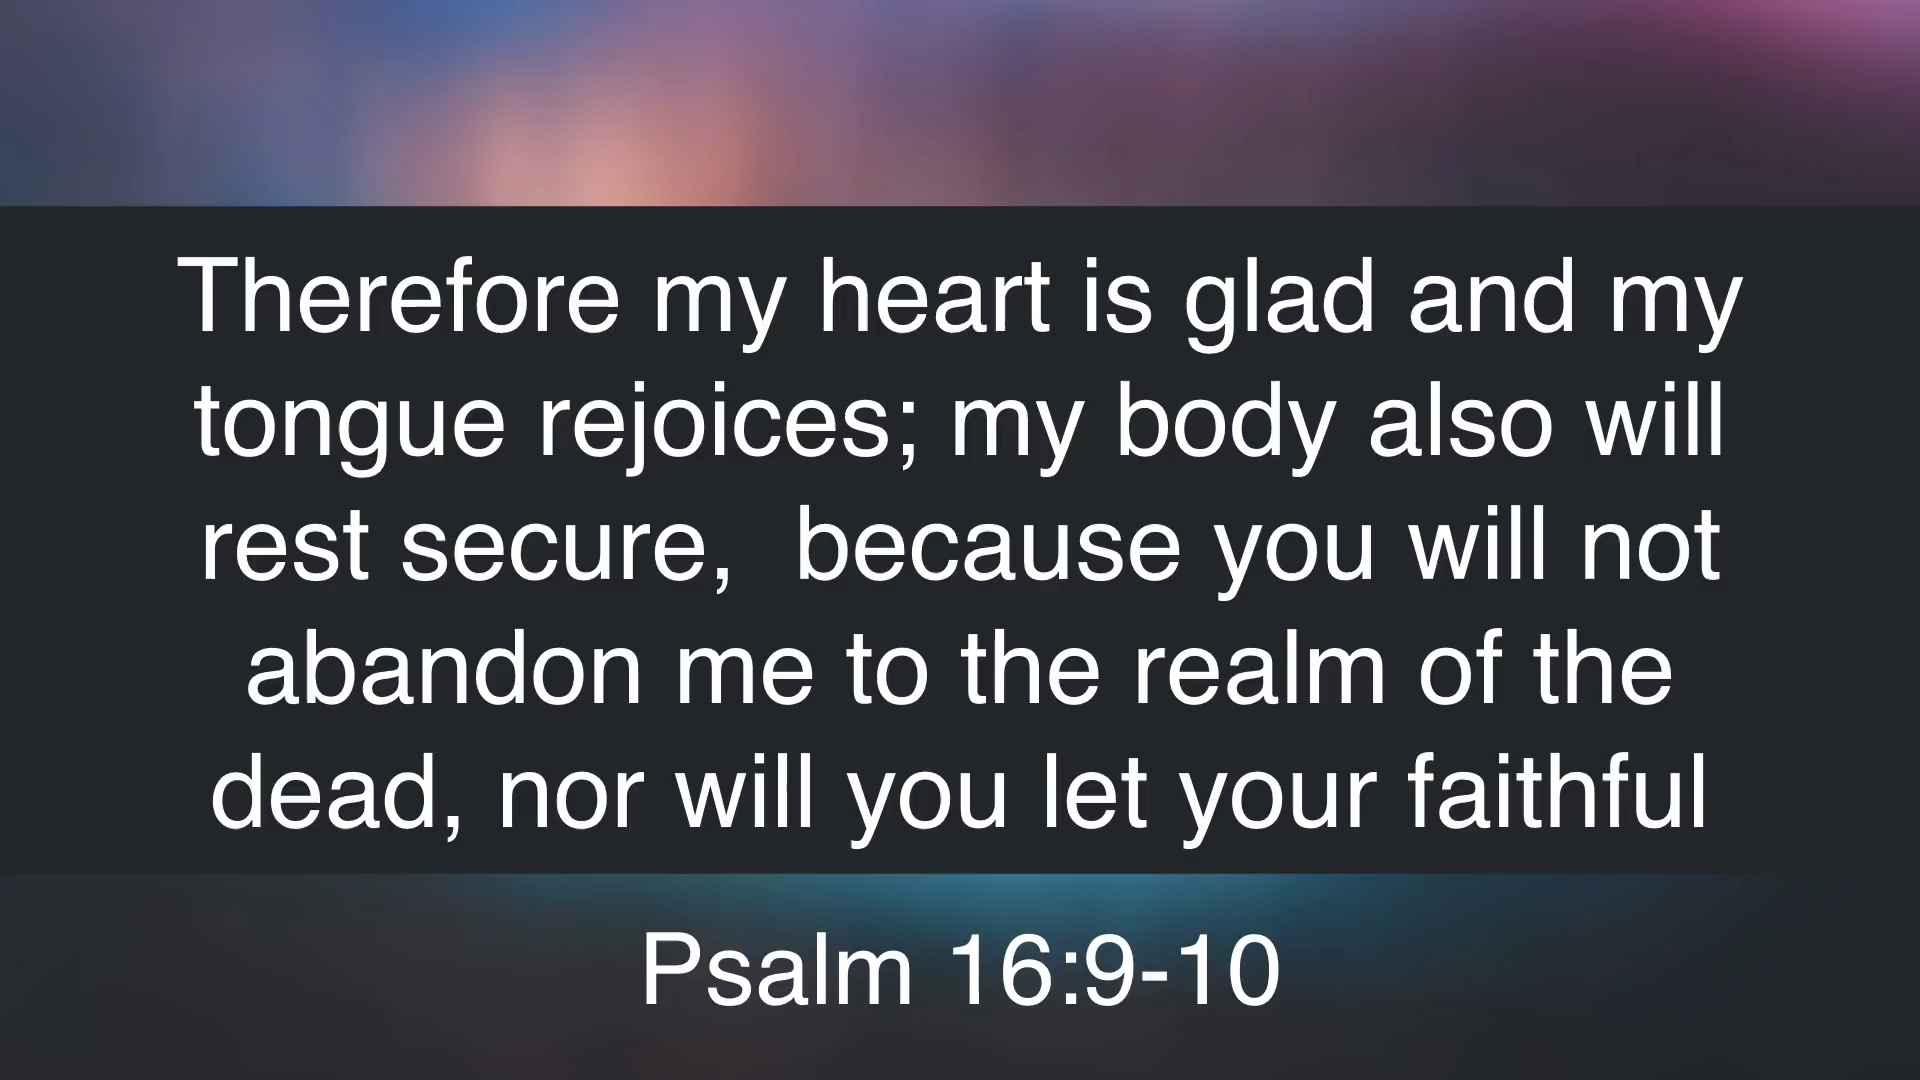 Therefore my heart is glad and my
tongue rejoices; my body also will
rest secure,  because you will not
abandon me to the realm of the
dead, nor will you let your faithful
Psalm 16:9-10